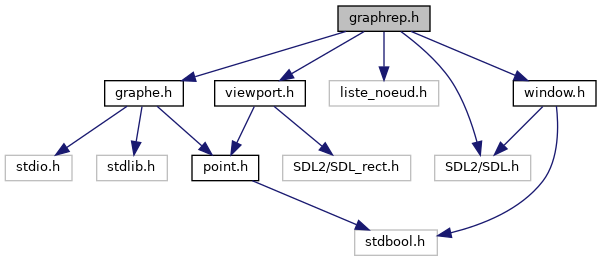 graphrep.h
graphe.h
viewport.h
liste_noeud.h
window.h
stdio.h
stdlib.h
point.h
SDL2/SDL_rect.h
SDL2/SDL.h
stdbool.h